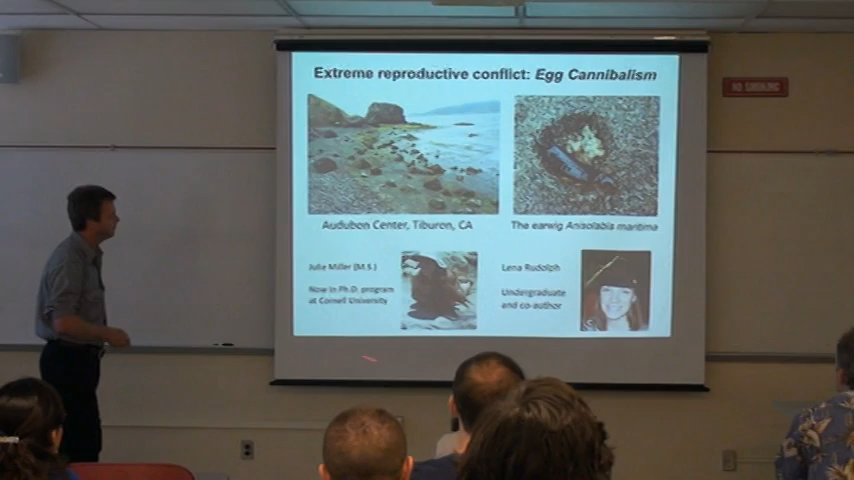 Extreme reproductive conflict: Egg Cannibalism
NO SMOKING
Audubon Center, Tiburon, CA
The earwig Anisolabis maritima
Julie Miller (M.S.)
Now in Ph.D. program
at Cornell University
Lena Rudolph
Undergraduate
and co-author